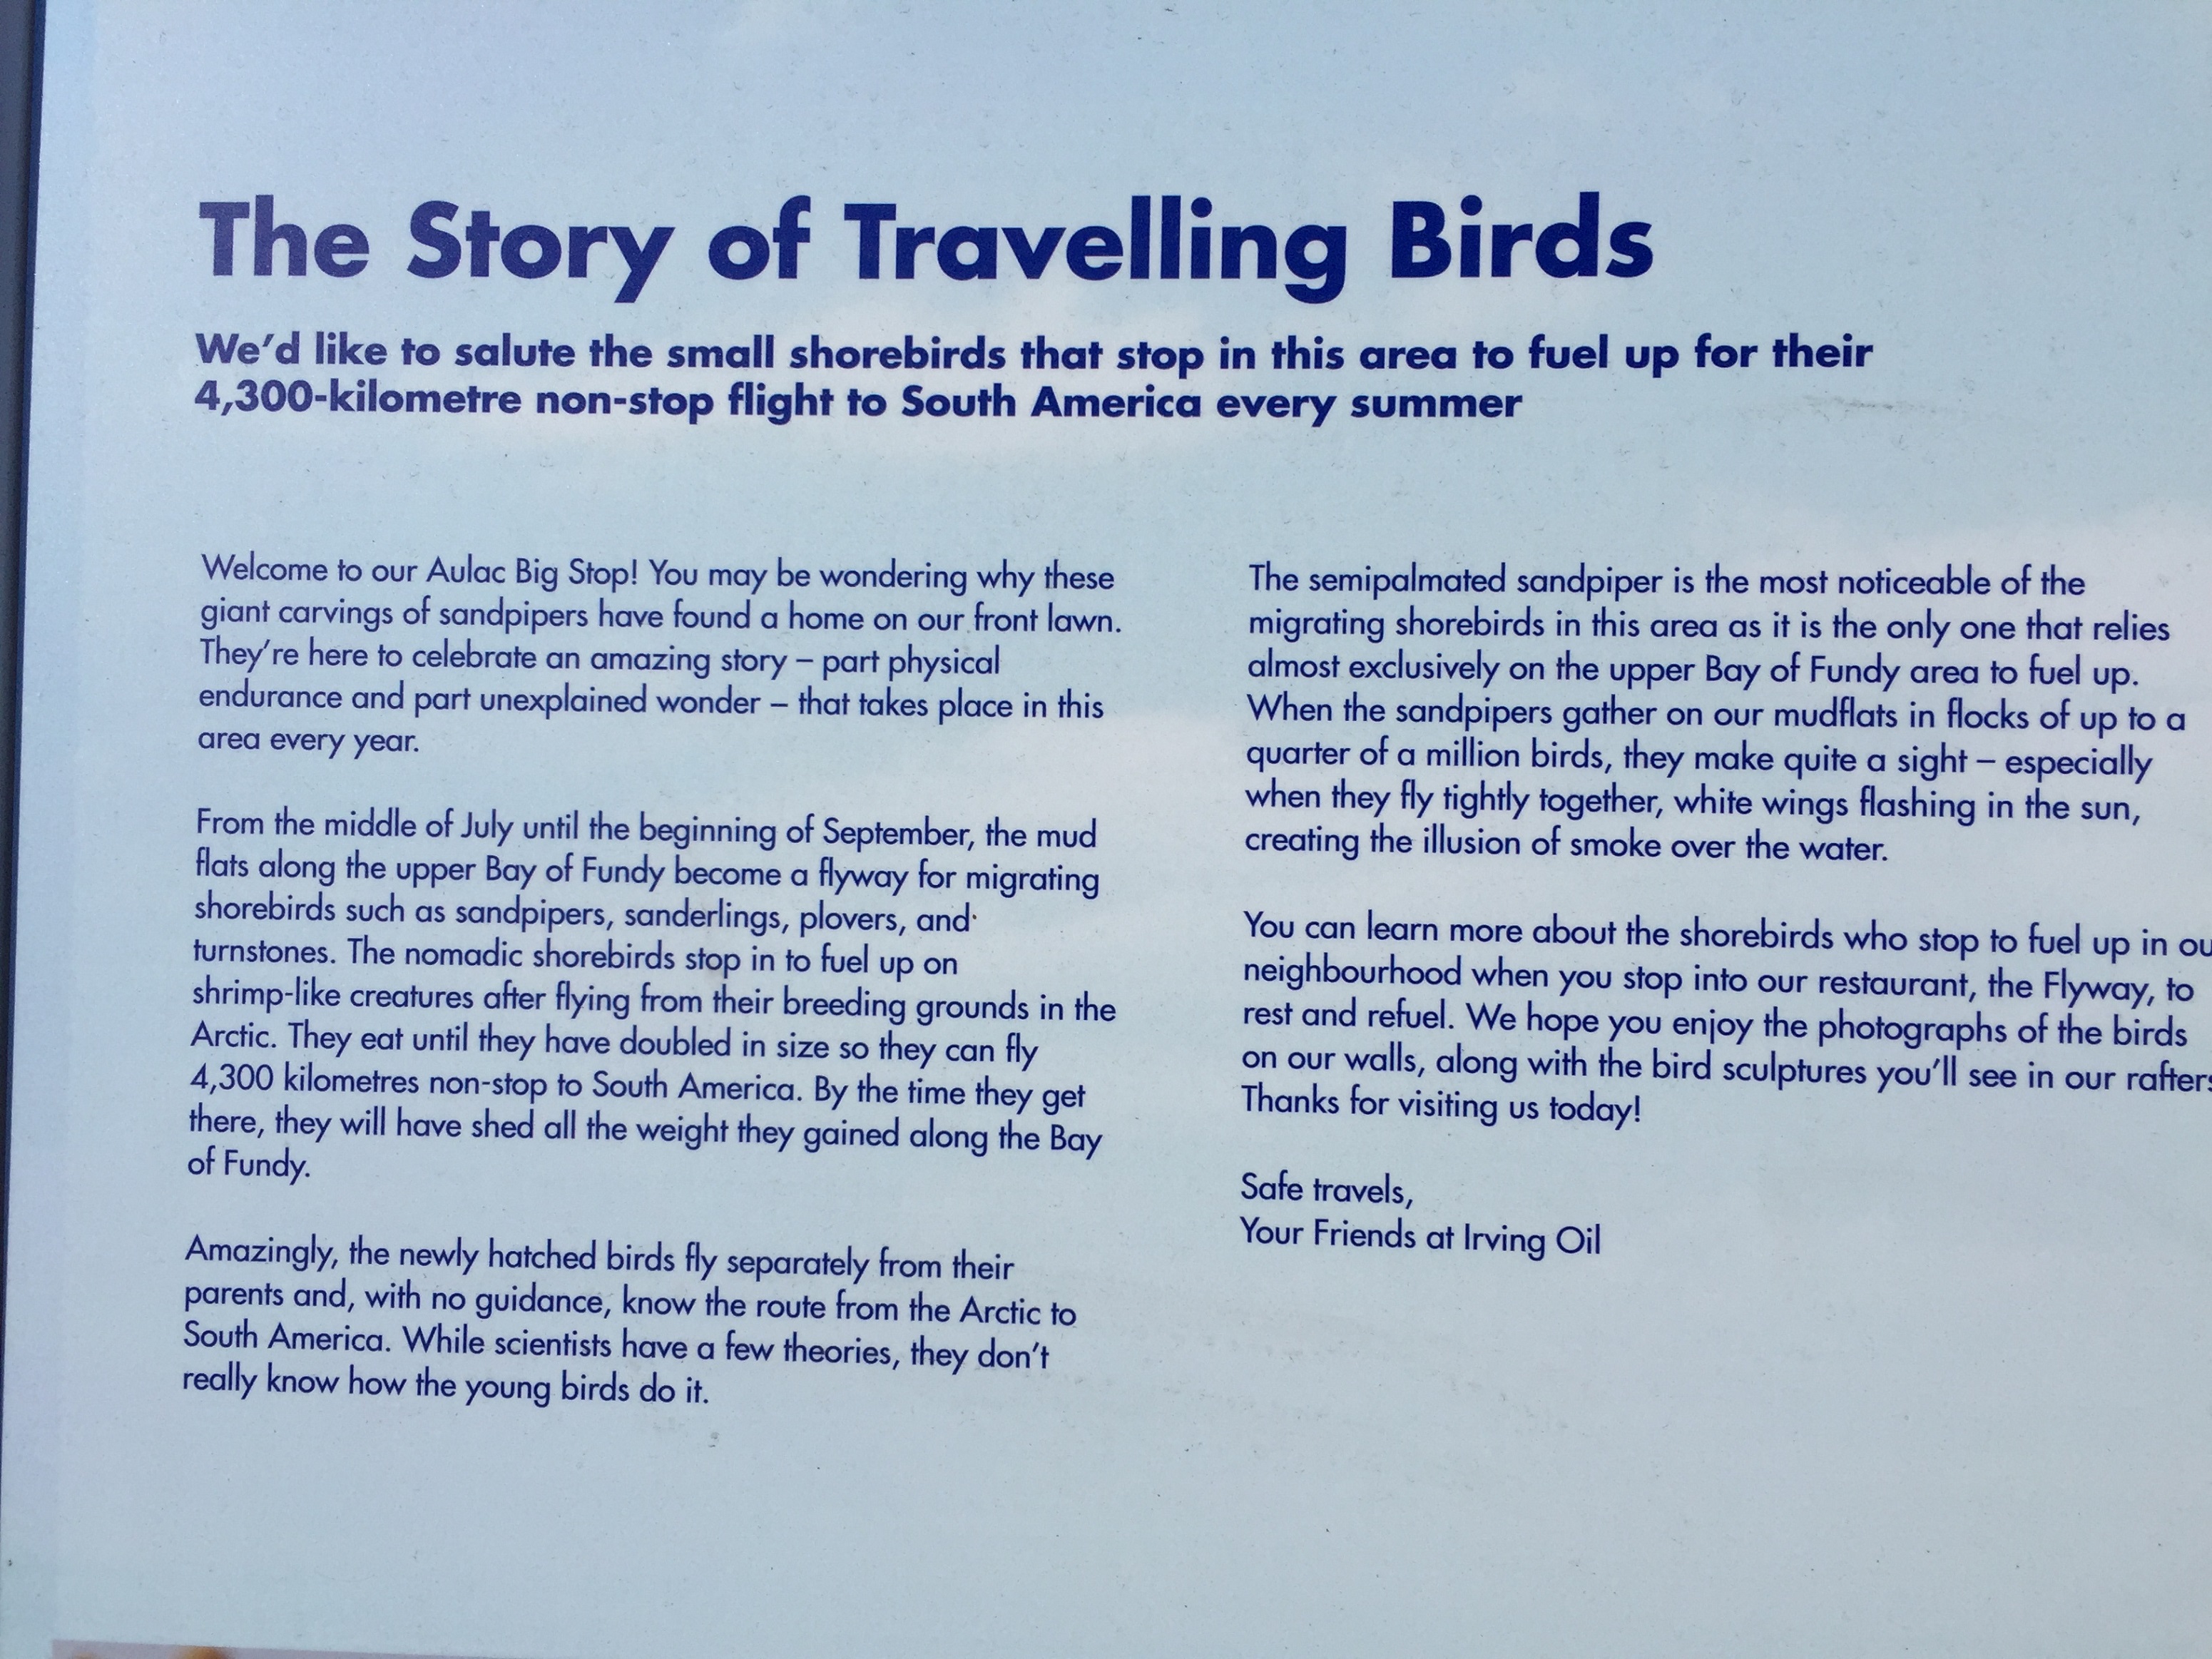 The Story of Travelling Birds
We'd like to salute the small shorebirds that stop in this area to fuel up for their
4,300-kilometre non-stop flight to South America every summer
Welcome to our Aulac Big Stop! You may be wondering why these
giant carvings of sandpipers have found a home on our front lawn.
They're here to celebrate an amazing story – part physical
endurance and part unexplained wonder – that takes place in this
area every year.
From the middle of July until the beginning of September, the mud
flats along the upper Bay of Fundy become a flyway for migrating
shorebirds such as sandpipers, sanderlings, plovers, and
turnstones. The nomadic shorebirds stop in to fuel up on
shrimp-like creatures after flying from their breeding grounds in the
Arctic. They eat until they have doubled in size so they can fly
4,300 kilometres non-stop to South America. By the time they get
there, they will have shed all the weight they gained along the Bay
of Fundy.
Amazingly, the newly hatched birds fly separately from their
parents and, with no guidance, know the route from the Arctic to
South America. While scientists have a few theories, they don't
really know how the young birds do it.
The semipalmated sandpiper is the most noticeable of the
migrating shorebirds in this area as it is the only one that relies
almost exclusively on the upper Bay of Fundy area to fuel up.
When the sandpipers gather on our mudflats in flocks of up to a
quarter of a million birds, they make quite a sight – especially
when they fly tightly together, white wings flashing in the sun,
creating the illusion of smoke over the water.
You can learn more about the shorebirds who stop to fuel up in ou
neighbourhood when you stop into our restaurant, the Flyway, to
rest and refuel. We hope you enjoy the photographs of the birds
on our walls, along with the bird sculptures you'll see in our rafters
Thanks for visiting us today!
Safe travels,
Your Friends at Irving Oil